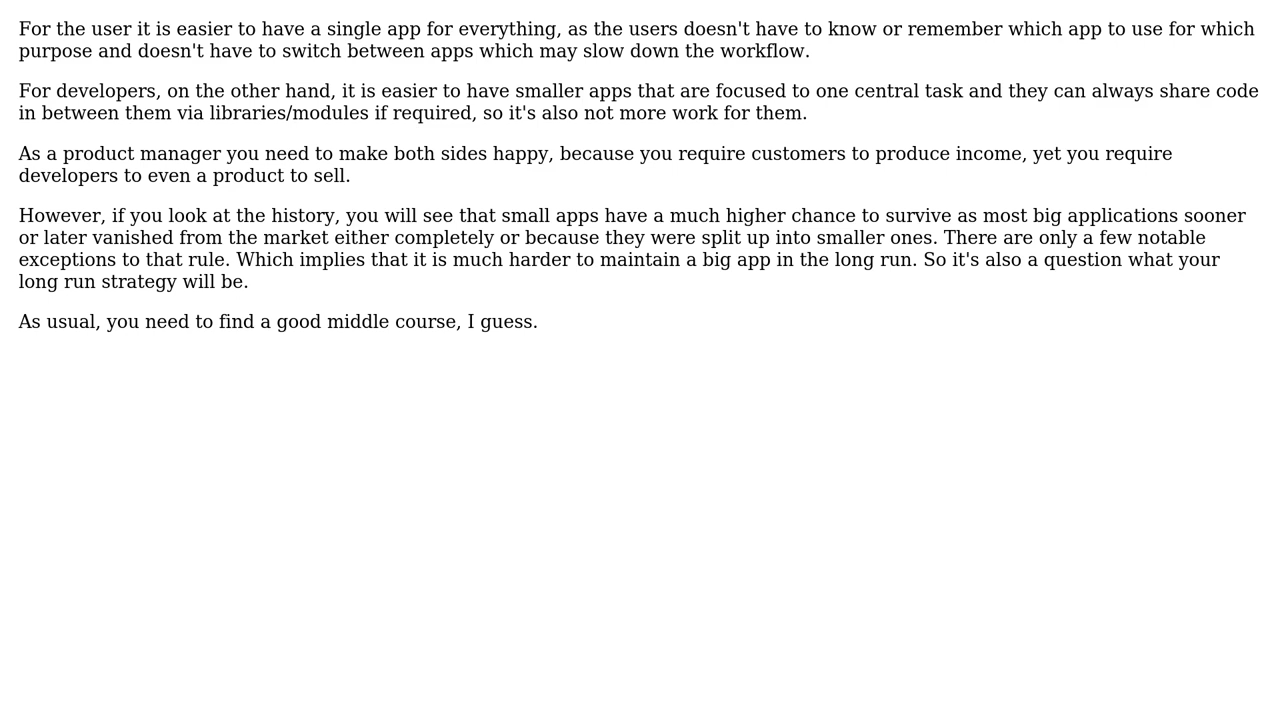 For the user it is easier to have a single app for everything, as the users doesn't have to know or remember which app to use for which
purpose and doesn't have to switch between apps which may slow down the workflow.
For developers, on the other hand, it is easier to have smaller apps that are focused to one central task and they can always share code
in between them via libraries/modules if required, so it's also not more work for them.
As a product manager you need to make both sides happy, because you require customers to produce income, yet you require
developers to even a product to sell.
However, if you look at the history, you will see that small apps have a much higher chance to survive as most big applications sooner
or later vanished from the market either completely or because they were split up into smaller ones. There are only a few notable
exceptions to that rule. Which implies that it is much harder to maintain a big app in the long run. So it's also a question what your
long run strategy will be.
As usual, you need to find a good middle course, I guess.